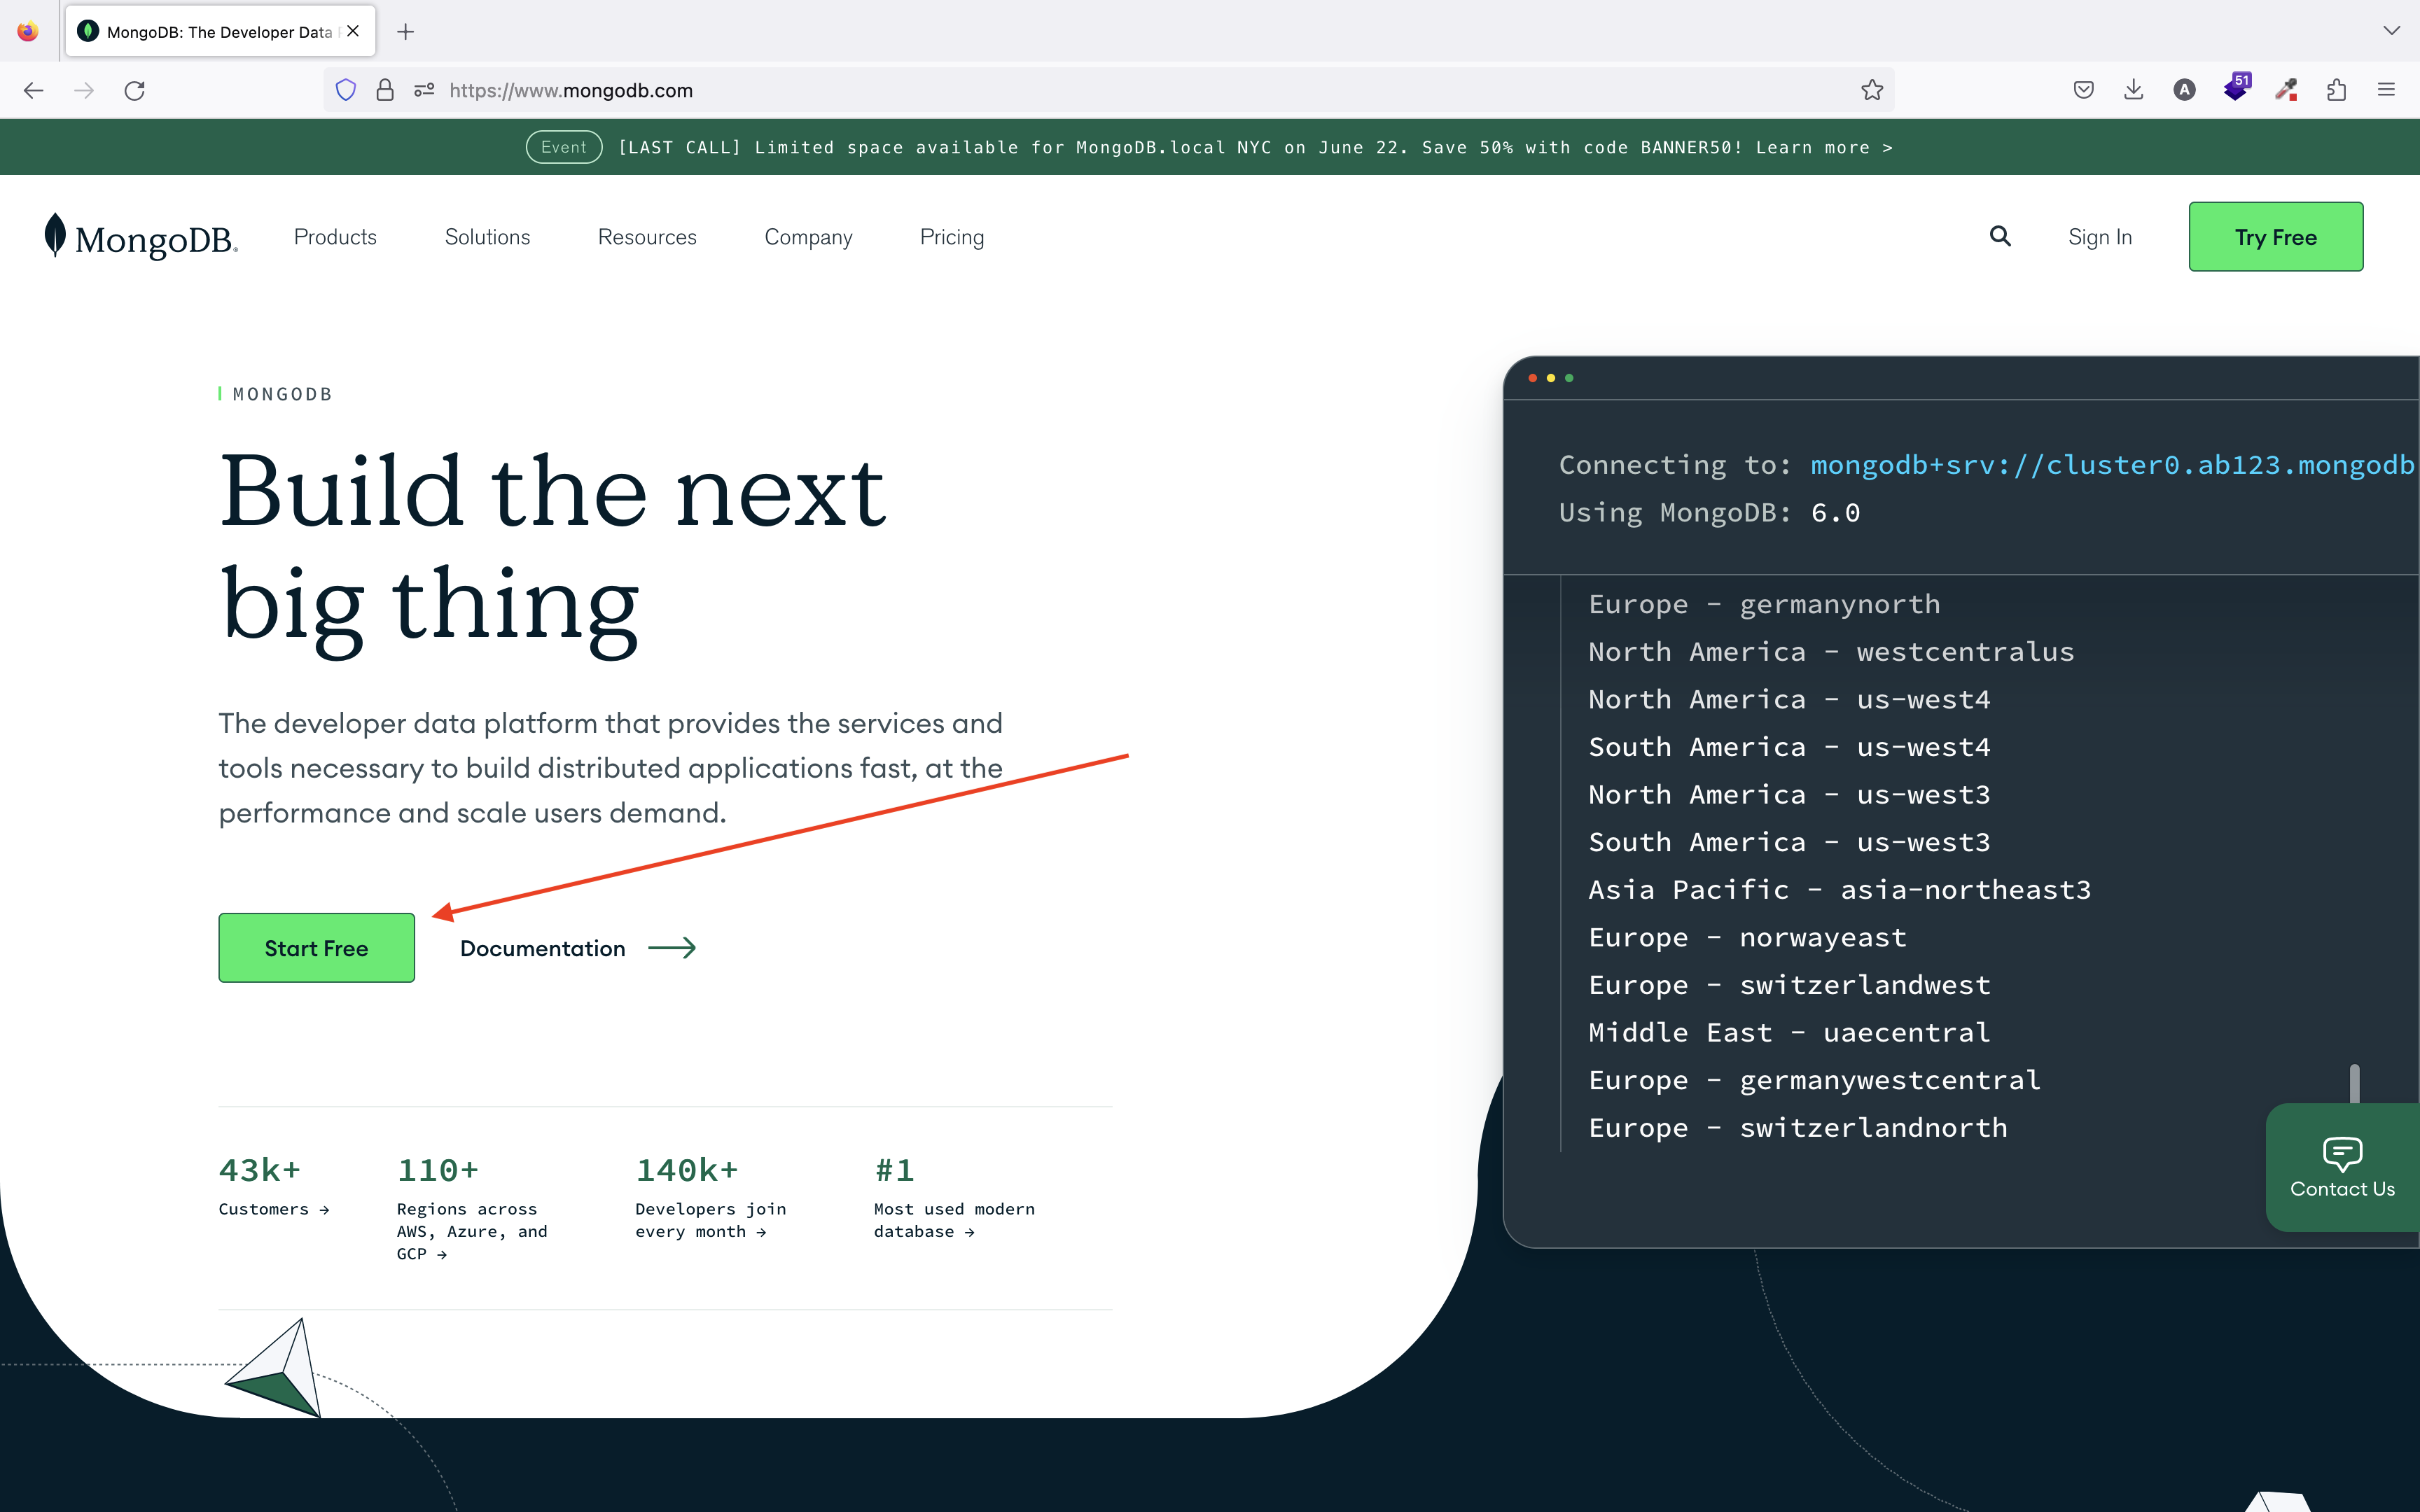 MongoDB: The Developer Data
https://www.mongodb.com
A
51
Event [LAST CALL] Limited space available for MongoDB.local NYC on June 22. Save 50% with code BANNER50! Learn more >
MongoDB. Products Solutions Resources Company Pricing Sign In Try Free
MONGODB
Build the next
big thing
The developer data platform that provides the services and
tools necessary to build distributed applications fast, at the
performance and scale users demand.
Start Free Documentation
43k+
Customers →
110+
Regions across
AWS, Azure, and
GCP →
140k+
Developers join
every month →
#1
Most used modern
database →
Connecting to: mongodb+srv://cluster0.ab123.mongodb
Using MongoDB: 6.0
Europe - germanynorth
North America - westcentralus
North America - us-west4
South America - us-west4
North America - us-west3
South America - us-west3
Asia Pacific - asia-northeast3
Europe - norwayeast
Europe - switzerlandwest
Middle East - uaecentral
Europe - germanywestcentral
Europe - switzerlandnorth
Contact Us